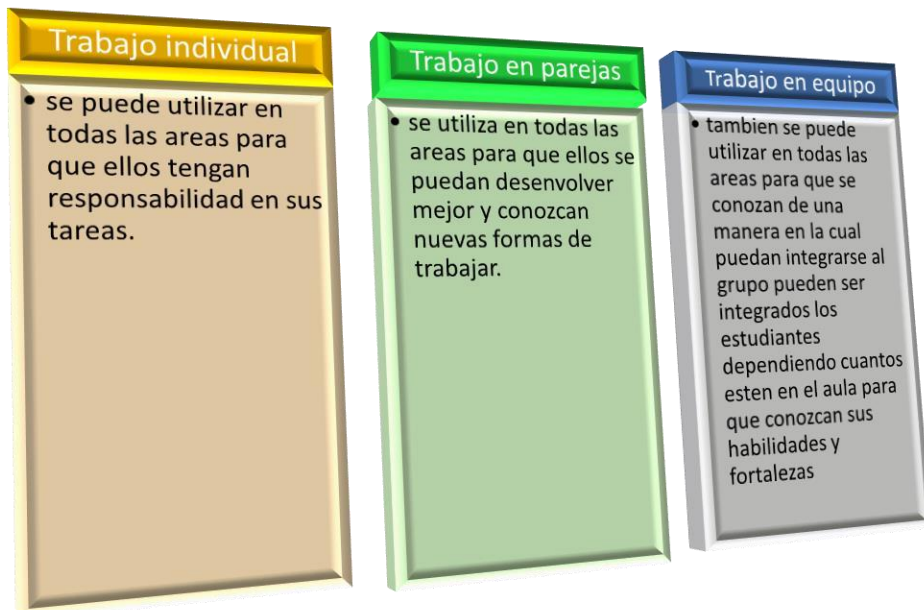 Trabajo individual
• se puede utilizar en
todas las areas para
que ellos tengan
responsabilidad en sus
tareas.
Trabajo en parejas
• se utiliza en todas las
areas para que ellos se
puedan desenvolver
mejor y conozcan
nuevas formas de
trabajar.
Trabajo en equipo
• tambien se puede
utilizar en todas las
areas para que se
conozan de una
manera en la cual
puedan integrarse al
grupo pueden ser
integrados los
estudiantes
dependiendo cuantos
esten en el aula para
que conozcan sus
habilidades y
fortalezas